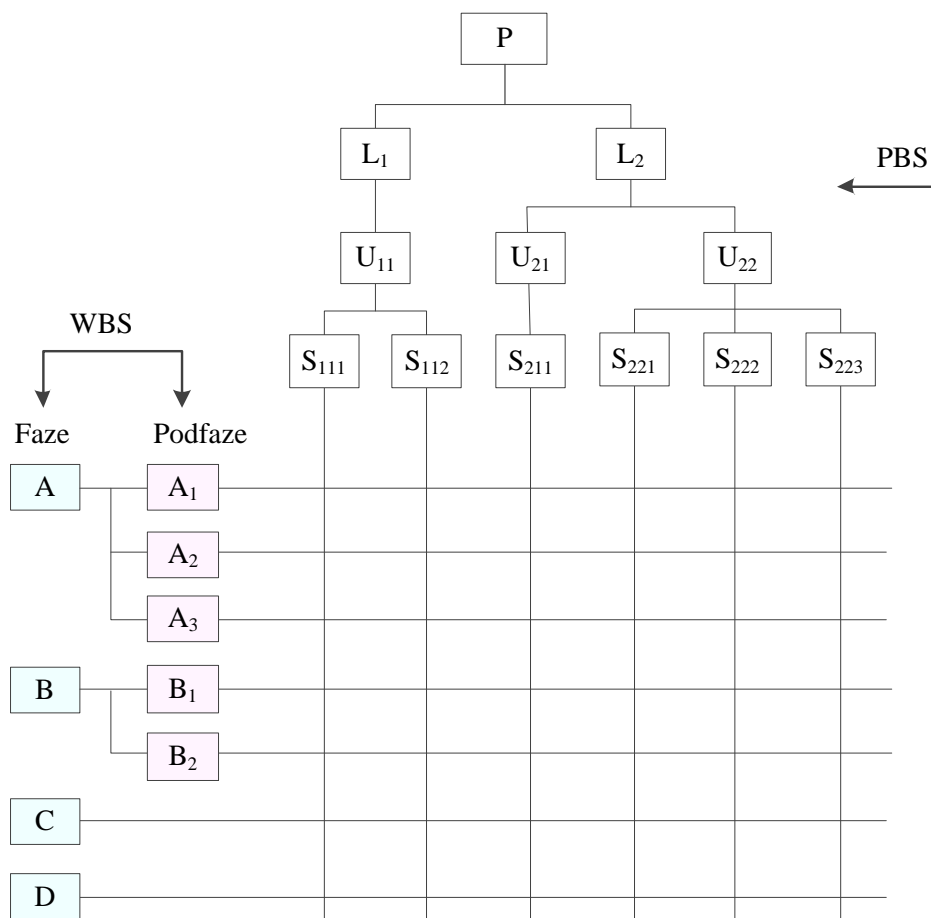 P
L₁ L₂
PBS
U₁₁ U₂₁ U₂₂
WBS
S₁₁₁ S₁₁₂ S₂₁₁ S₂₂₁ S₂₂₂ S₂₂₃
Faze Podfaze
A A₁
A₂
A₃
B B₁
B₂
C
D